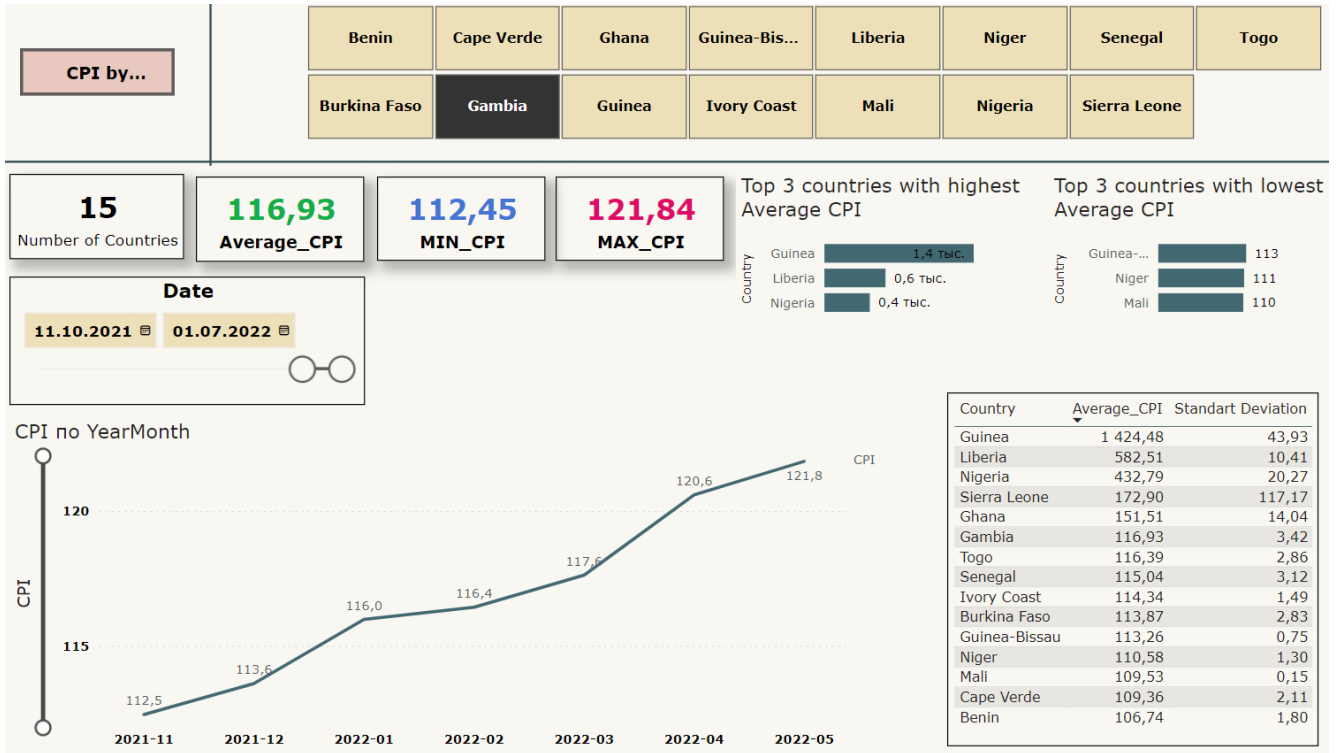 CPI by...
Benin Cape Verde Ghana Guinea-Bis... Liberia Niger Senegal Togo
Burkina Faso Gambia Guinea Ivory Coast Mali Nigeria Sierra Leone
15
Number of Countries
116,93
Average_CPI
112,45
MIN_CPI
121,84
MAX_CPI
Top 3 countries with highest
Average CPI
Country
Guinea 1,4 тыс.
Liberia 0,6 тыс.
Nigeria 0,4 тыс.
Top 3 countries with lowest
Average CPI
Country
Guinea-... 113
Niger 111
Mali 110
Date
11.10.2021 01.07.2022
CPI по YearMonth
CPI
120
115
112,5
113,6
116,0
116,4
117,6
120,6
121,8
CPI
2021-11 2021-12 2022-01 2022-02 2022-03 2022-04 2022-05
Country Average_CPI Standart Deviation
Guinea 1 424,48 43,93
Liberia 582,51 10,41
Nigeria 432,79 20,27
Sierra Leone 172,90 117,17
Ghana 151,51 14,04
Gambia 116,93 3,42
Togo 116,39 2,86
Senegal 115,04 3,12
Ivory Coast 114,34 1,49
Burkina Faso 113,87 2,83
Guinea-Bissau 113,26 0,75
Niger 110,58 1,30
Mali 109,53 0,15
Cape Verde 109,36 2,11
Benin 106,74 1,80